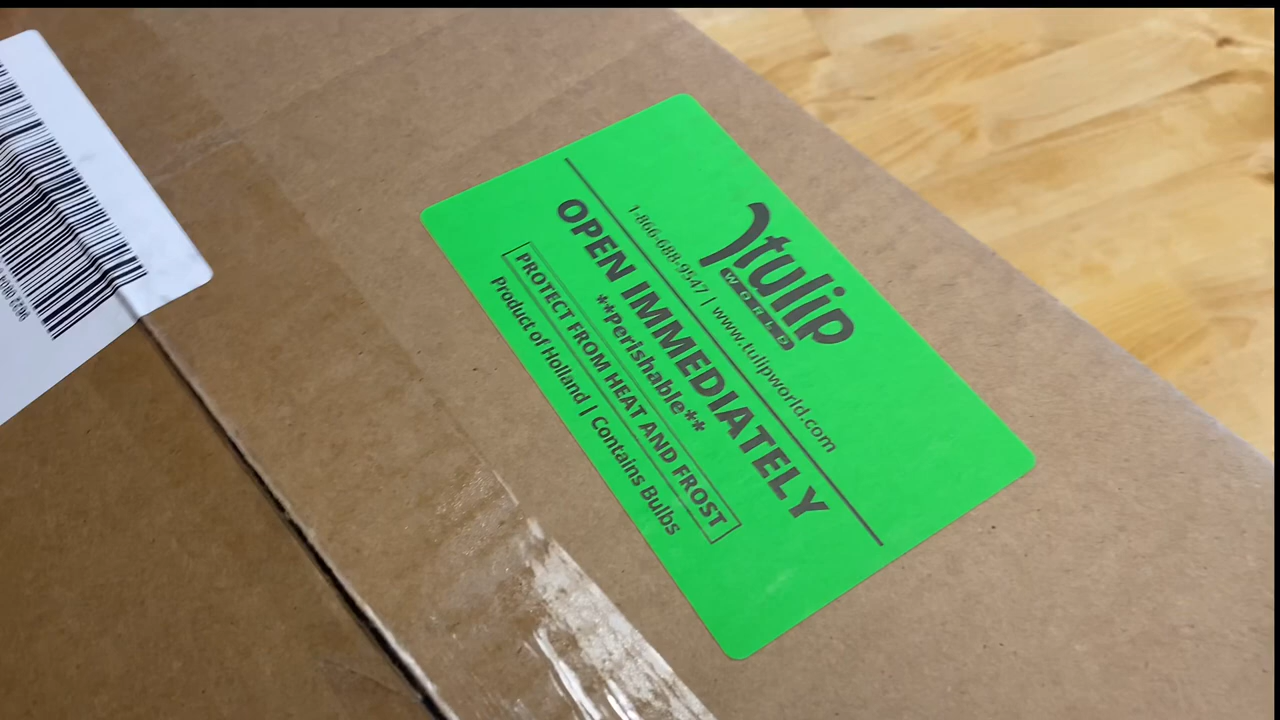 tulip
WORLD
1-866-688-9547 | www.tulipworld.com
OPEN IMMEDIATELY
**Perishable**
PROTECT FROM HEAT AND FROST
Product of Holland | Contains Bulbs